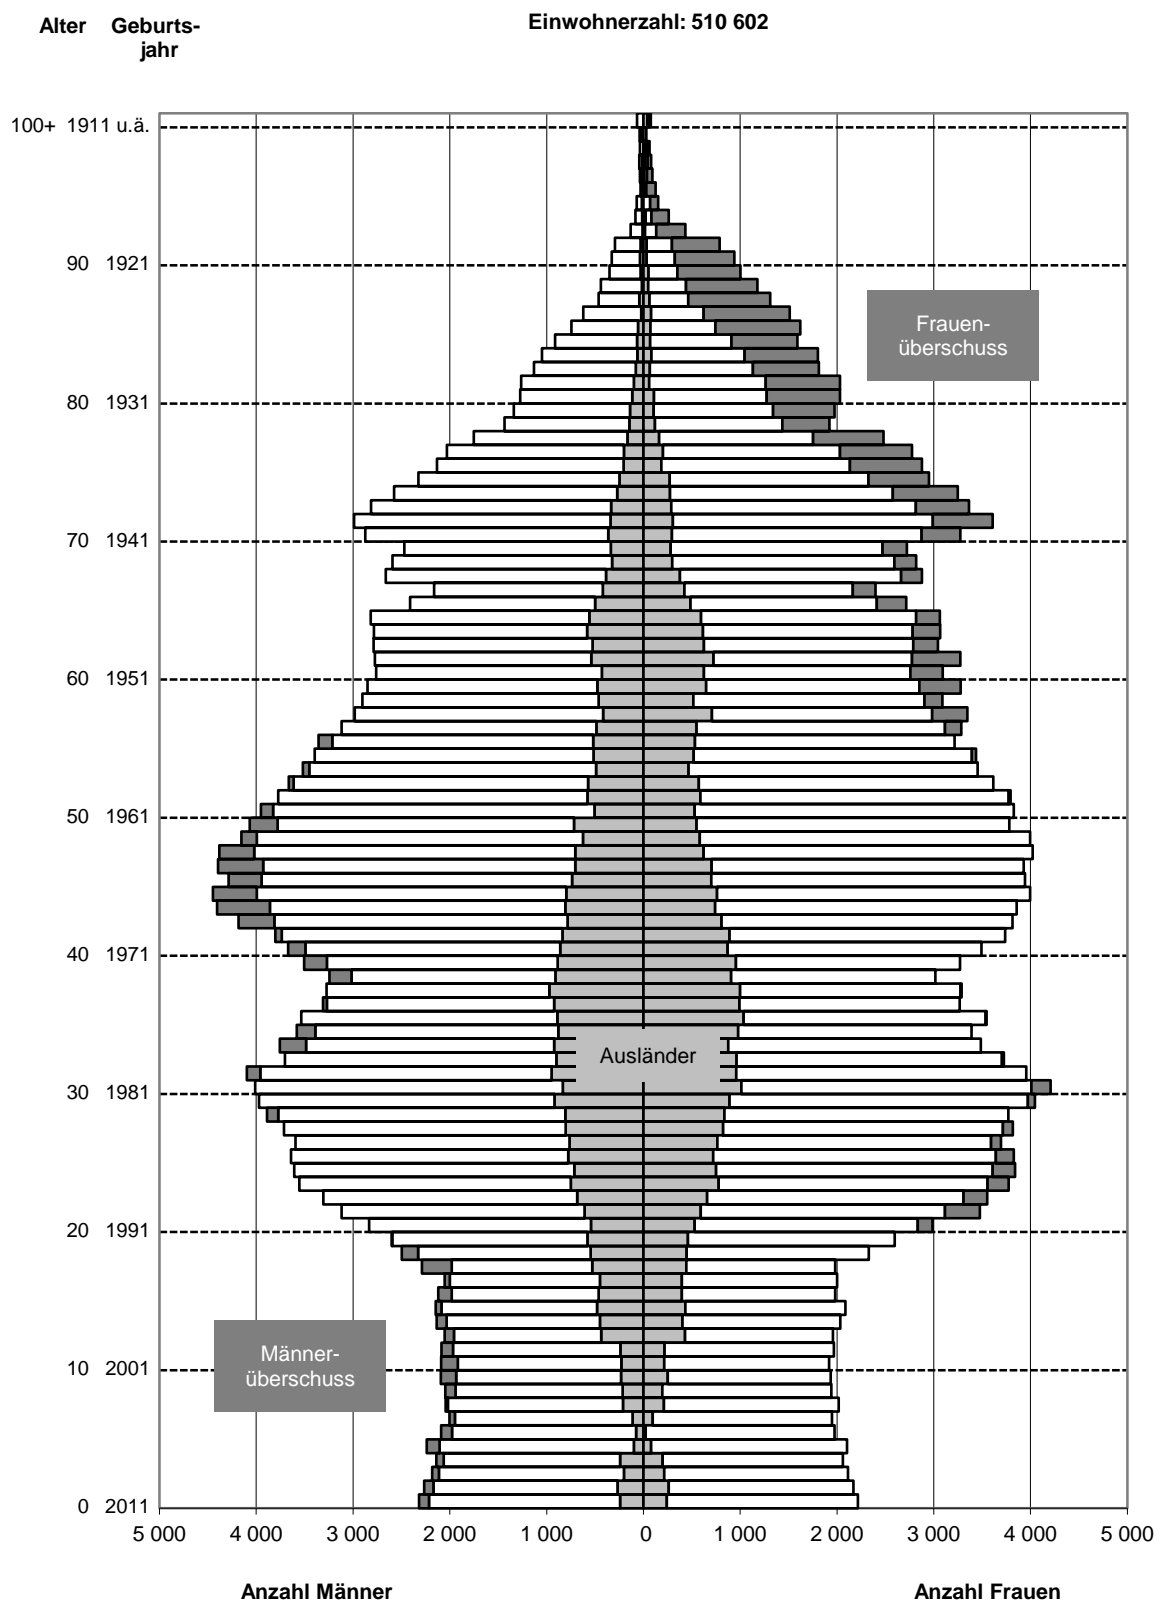 Einwohnerzahl: 510 602
Alter Geburts-
jahr
100+ 1911 u.ä.
90 1921
Frauen-
überschuss
80 1931
70 1941
60 1951
50 1961
40 1971
Ausländer
30 1981
20 1991
Männer-
überschuss
10 2001
0 2011
5 000 4 000 3 000 2 000 1 000 0 1 000 2 000 3 000 4 000 5 000
Anzahl Männer Anzahl Frauen